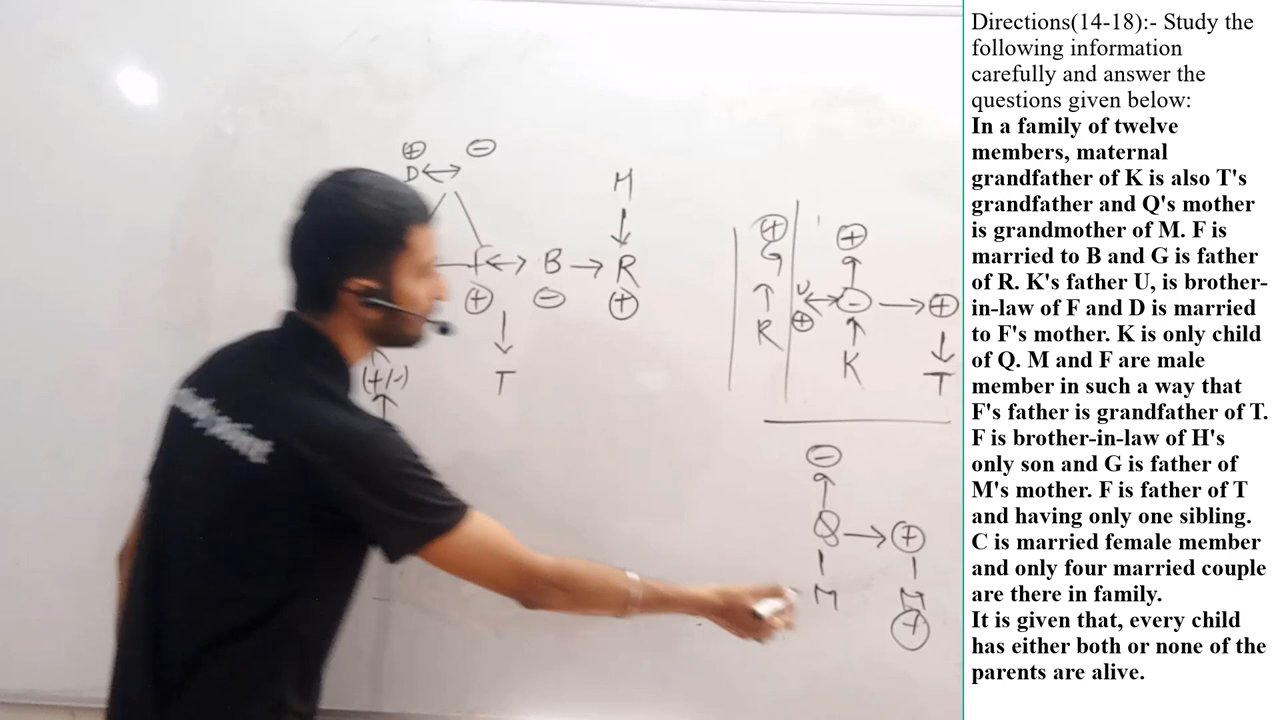 Directions(14-18):- Study the
following information
carefully and answer the
questions given below:
In a family of twelve
members, maternal
grandfather of K is also T's
grandfather and Q's mother
is grandmother of M. F is
married to B and G is father
of R. K's father U, is brother-
in-law of F and D is married
to F's mother. K is only child
of Q. M and F are male
member in such a way that
F's father is grandfather of T.
F is brother-in-law of H's
only son and G is father of
M's mother. F is father of T
and having only one sibling.
C is married female member
and only four married couple
are there in family.
It is given that, every child
has either both or none of the
parents are alive.
+ -
D ↔
H
↓
↔ B → R
+ - +
↓
T
(+/-)
↑
+ +
G
↑ ↑
U ↔ - → +
+
R
↑ ↓
K T
-
↑
Q → +
M M
+